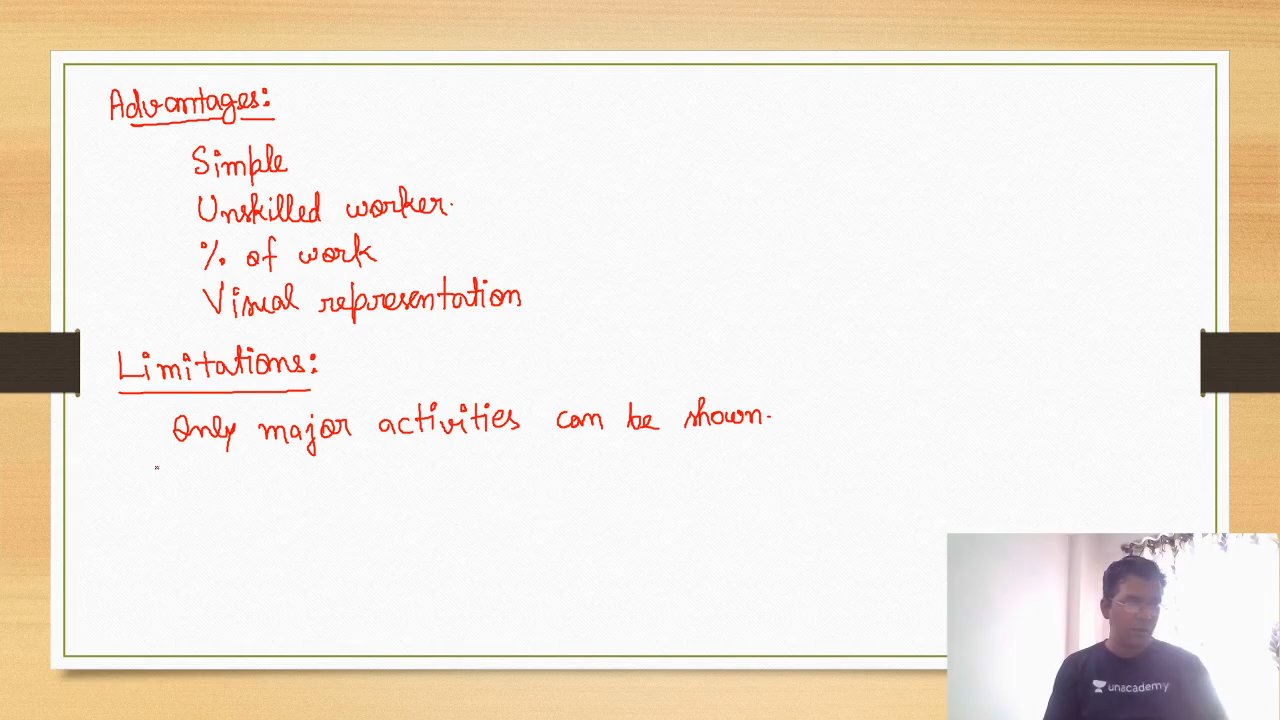 Advantages:
Simple
Unskilled worker.
% of work
Visual representation
Limitations:
Only major activities can be shown.
unacademy